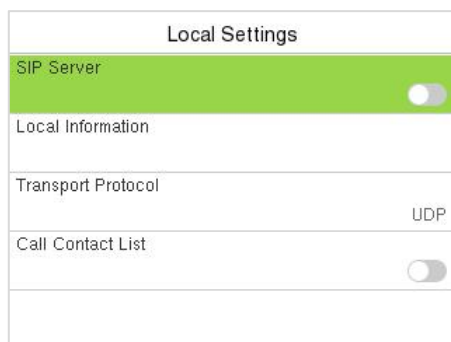 Local Settings
SIP Server
Local Information
Transport Protocol
UDP
Call Contact List